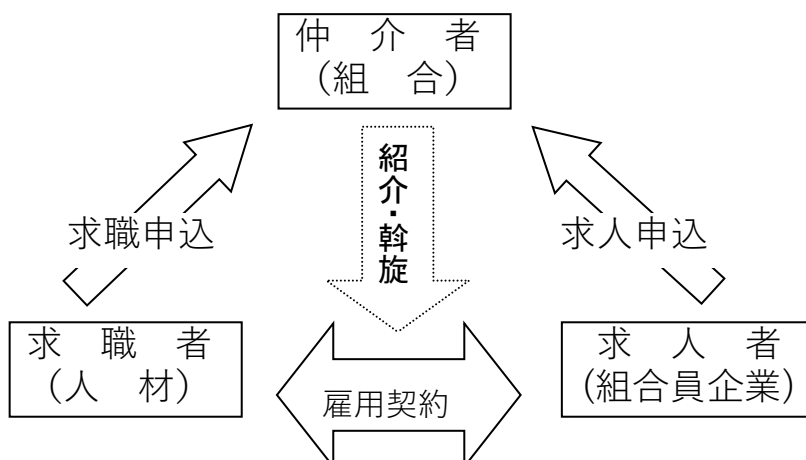 仲　介　者
（組　合）
紹介・斡旋
求職申込
求人申込
求　職　者
（人　材）
雇用契約
求　人　者
(組合員企業)